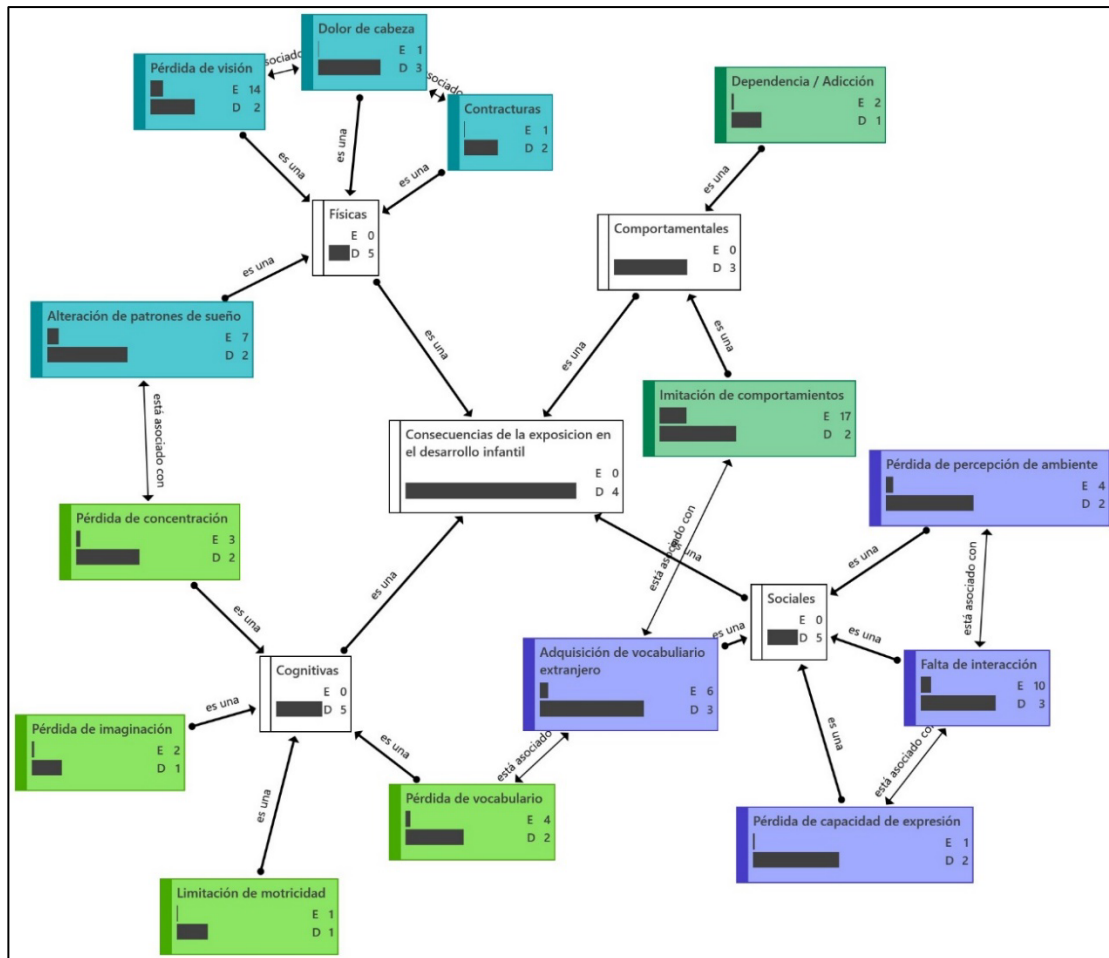 Dolor de cabeza
E 1
D 3
Pérdida de visión
E 14
D 2
sociado
sociado
Contracturas
E 1
D 2
Dependencia / Adicción
E 2
D 1
es una
es una
es una
es una
Físicas
E 0
D 5
Comportamentales
E 0
D 3
es una
Alteración de patrones de sueño
E 7
D 2
es una
es una
es una
Imitación de comportamientos
E 17
D 2
está asociado con
Consecuencias de la exposicion en
el desarrollo infantil
E 0
D 4
Pérdida de percepción de ambiente
E 4
D 2
Pérdida de concentración
E 3
D 2
está asociado con
s una
es una
está asociado con
es una
es una
Sociales
E 0
D 5
es una
es una
Adquisición de vocabuliario
extranjero
E 6
D 3
Falta de interacción
E 10
D 3
Cognitivas
E 0
D 5
es una
Pérdida de imaginación
E 2
D 1
es una
es una
está asociado
está asociado co
Pérdida de vocabulario
E 4
D 2
es una
Pérdida de capacidad de expresión
E 1
D 2
Limitación de motricidad
E 1
D 1